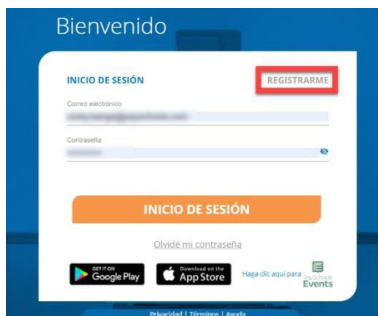 Bienvenido
INICIO DE SESIÓN
REGISTRARME
Correo electrónico
Contraseña
INICIO DE SESIÓN
Olvidé mi contraseña
GET IT ON
Google Play
Download on the
App Store
Haga clic aquí para
Events
Privacidad | Términos | Ayuda